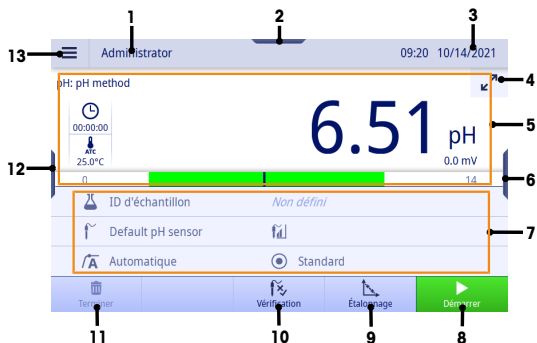 1 2 3
13 Administrator 09:20 10/14/2021
pH: pH method 4
00:00:00 6.51 pH 5
ATC
25.0°C 0.0 mV
12 0 14 6
ID d'échantillon Non défini
Default pH sensor 7
A Automatique Standard
Terminer Vérification Étalonnage Démarrer
11 10 9 8